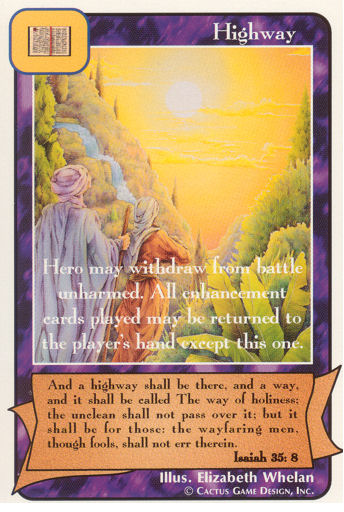 Highway
Hero may withdraw from battle
unharmed. All enhancement
cards played may be returned to
the player's hand except this one.
And a highway shall be there, and a way,
and it shall be called The way of holiness;
the unclean shall not pass over it; but it
shall be for those: the wayfaring men,
though fools, shall not err therein.
Isaiah 35: 8
Illus. Elizabeth Whelan
© Cactus Game Design, Inc.